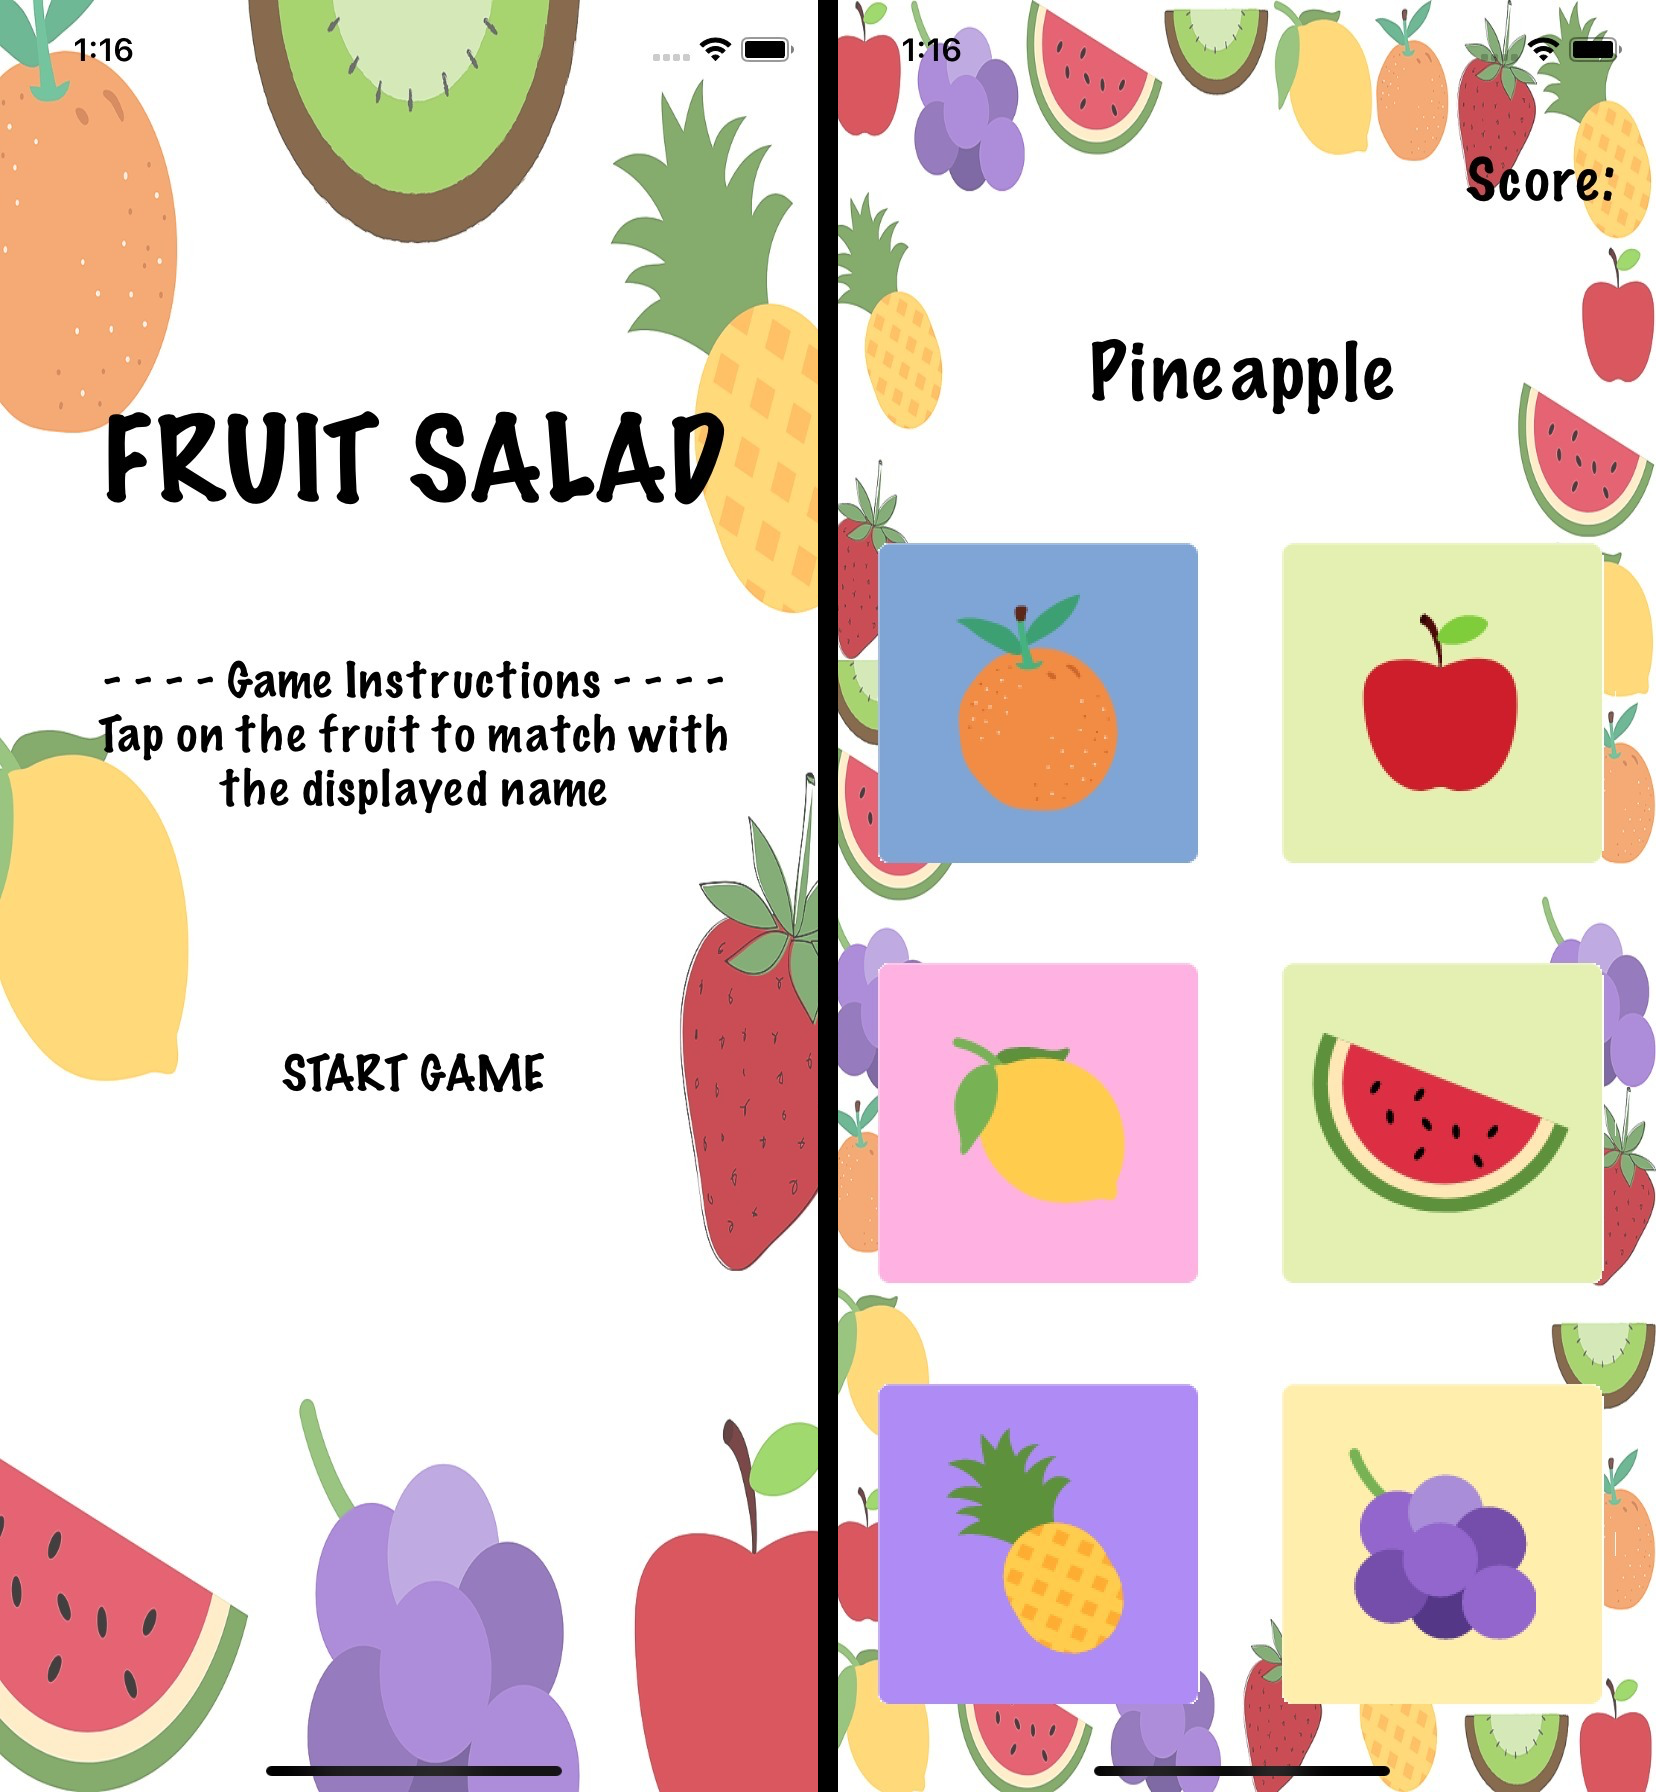 1:16
FRUIT SALAD
- - - - Game Instructions - - - -
Tap on the fruit to match with
the displayed name
START GAME
1:16
Score:
Pineapple